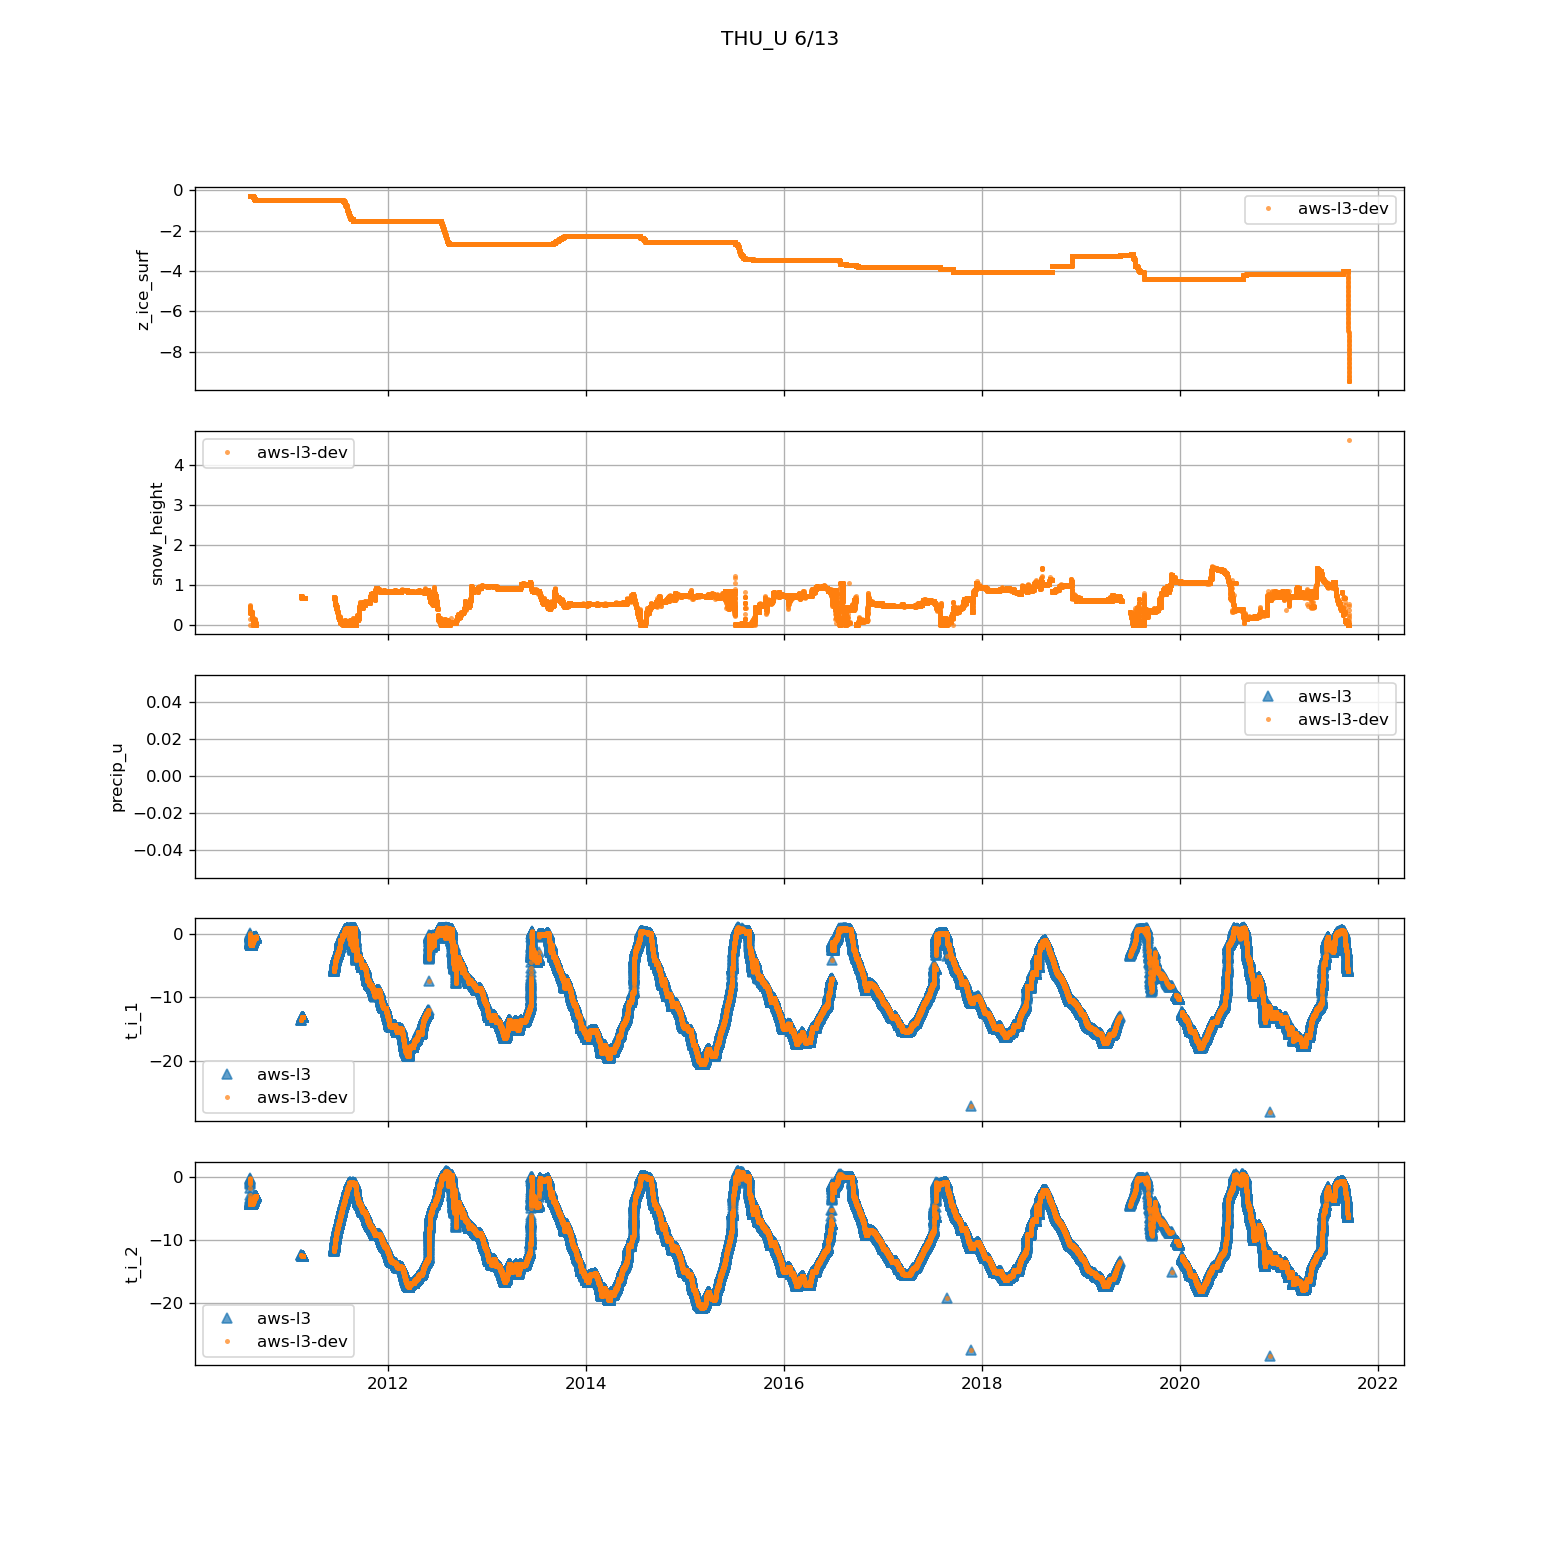 THU_U 6/13
0
−2
−4
−6
−8
z_ice_surf
aws-l3-dev
4
3
2
1
0
snow_height
aws-l3-dev
0.04
0.02
0.00
−0.02
−0.04
precip_u
aws-l3
aws-l3-dev
0
−10
−20
t_i_1
aws-l3
aws-l3-dev
0
−10
−20
t_i_2
aws-l3
aws-l3-dev
2012 2014 2016 2018 2020 2022